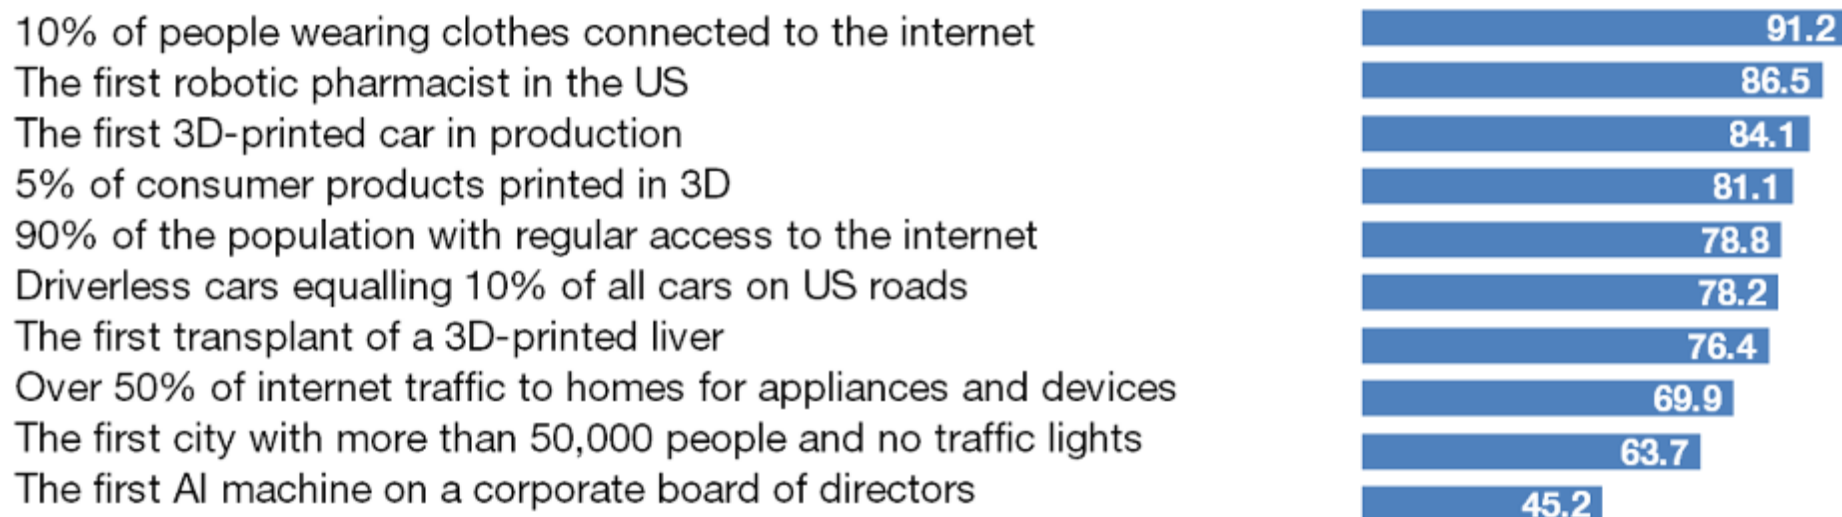 10% of people wearing clothes connected to the internet 91.2
The first robotic pharmacist in the US 86.5
The first 3D-printed car in production 84.1
5% of consumer products printed in 3D 81.1
90% of the population with regular access to the internet 78.8
Driverless cars equalling 10% of all cars on US roads 78.2
The first transplant of a 3D-printed liver 76.4
Over 50% of internet traffic to homes for appliances and devices 69.9
The first city with more than 50,000 people and no traffic lights 63.7
The first AI machine on a corporate board of directors 45.2